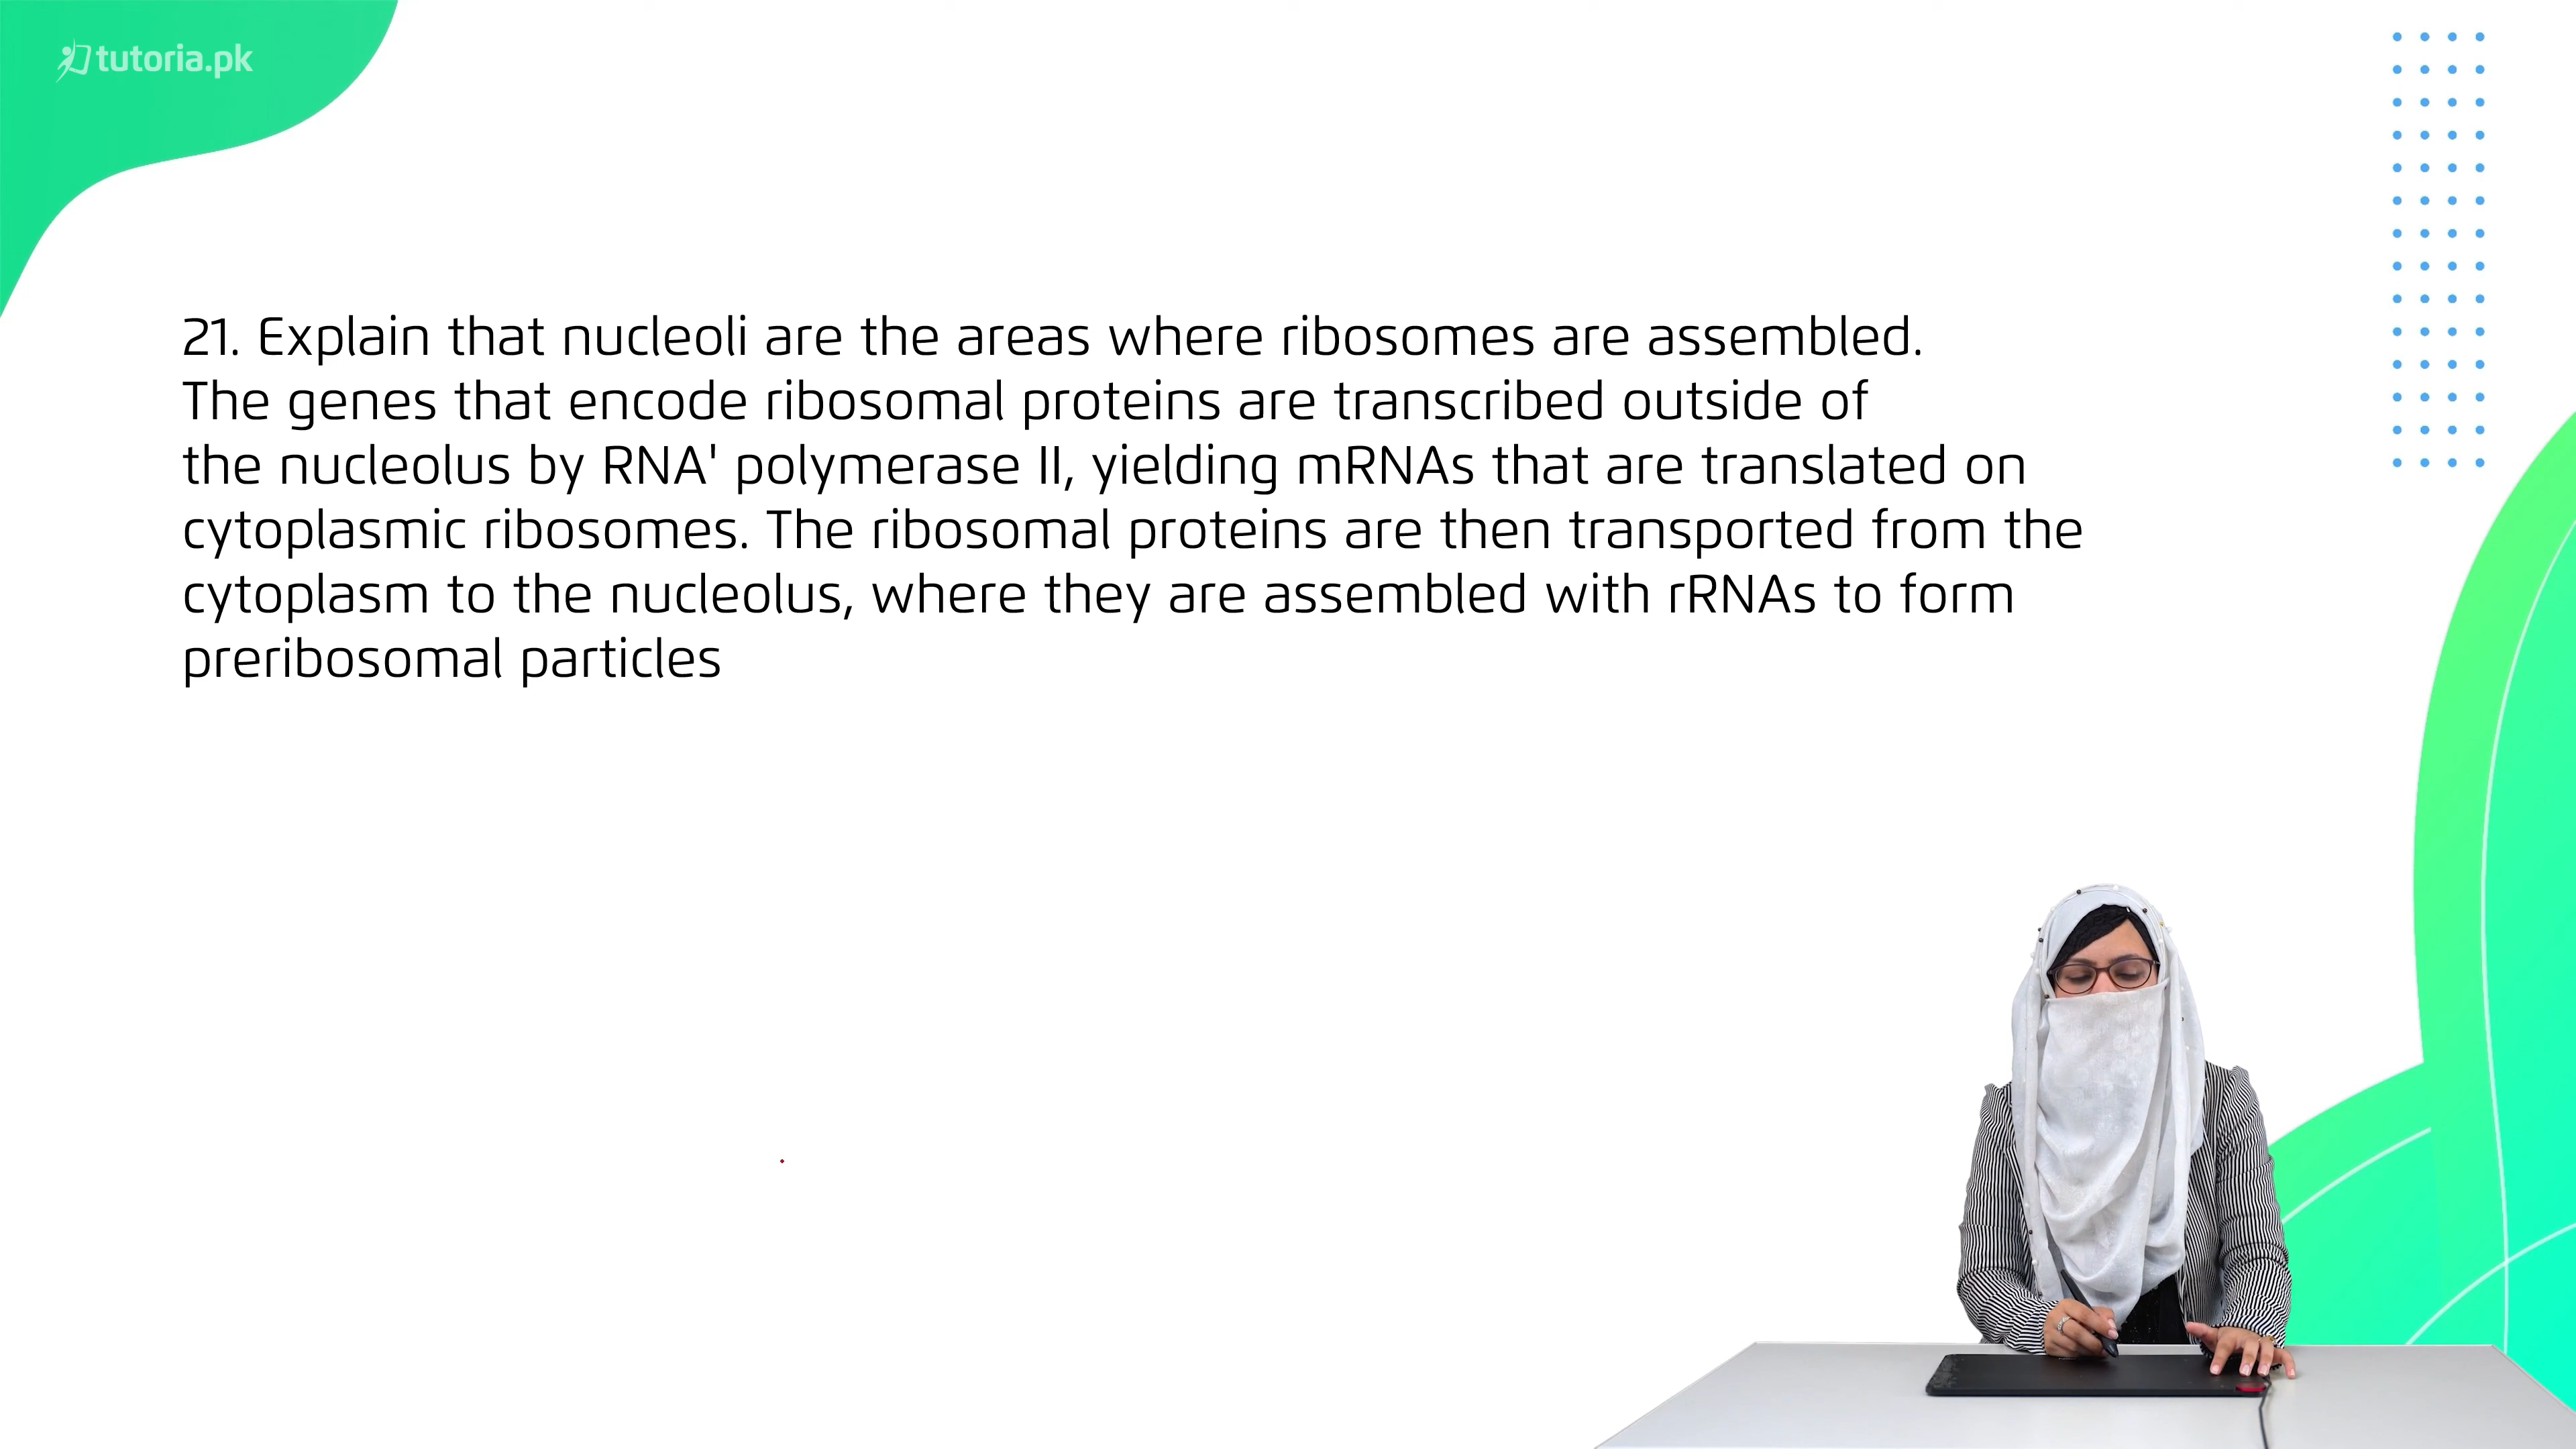 tutoria.pk
21. Explain that nucleoli are the areas where ribosomes are assembled.
The genes that encode ribosomal proteins are transcribed outside of
the nucleolus by RNA' polymerase II, yielding mRNAs that are translated on
cytoplasmic ribosomes. The ribosomal proteins are then transported from the
cytoplasm to the nucleolus, where they are assembled with rRNAs to form
preribosomal particles